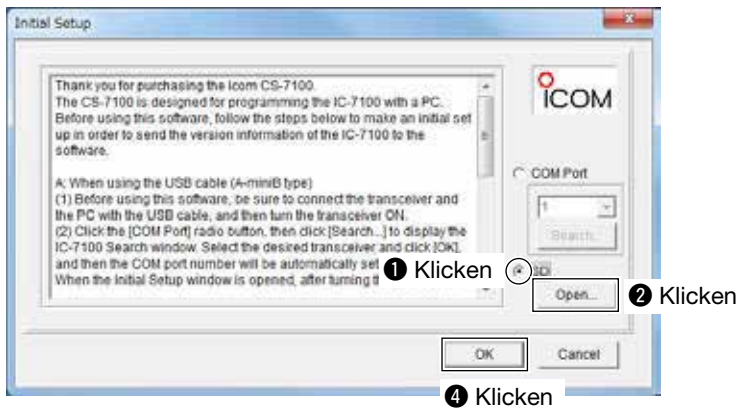 Initial Setup
Thank you for purchasing the Icom CS-7100.
The CS-7100 is designed for programming the IC-7100 with a PC.
Before using this software, follow the steps below to make an initial set
up in order to send the version information of the IC-7100 to the
software.
A: When using the USB cable (A-miniB type)
(1) Before using this software, be sure to connect the transceiver and
the PC with the USB cable, and then turn the transceiver ON.
(2) Click the [COM Port] radio button, then click [Search...] to display the
IC-7100 Search window. Select the desired transceiver and click [OK],
and then the COM port number will be automatically set
When the Initial Setup window is opened, after turning
ICOM
COM Port
1
Search...
❶ Klicken
SD
Open...
❷ Klicken
OK
Cancel
❹ Klicken